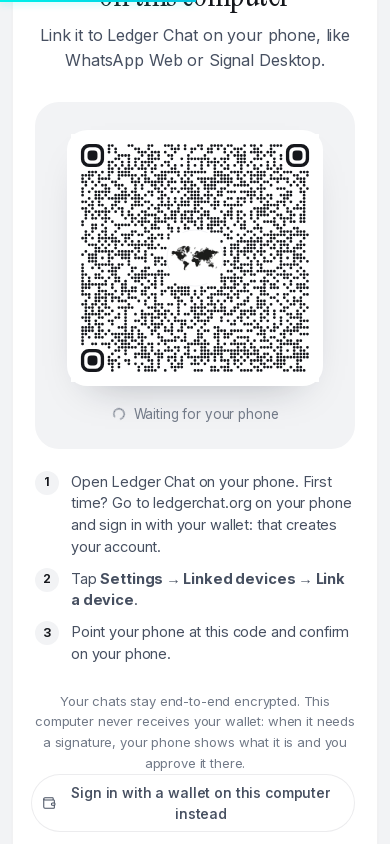 on this computer
Link it to Ledger Chat on your phone, like
WhatsApp Web or Signal Desktop.
Waiting for your phone
1 Open Ledger Chat on your phone. First
time? Go to ledgerchat.org on your phone
and sign in with your wallet: that creates
your account.
2 Tap Settings → Linked devices → Link
a device.
3 Point your phone at this code and confirm
on your phone.
Your chats stay end-to-end encrypted. This
computer never receives your wallet: when it needs
a signature, your phone shows what it is and you
approve it there.
Sign in with a wallet on this computer
instead